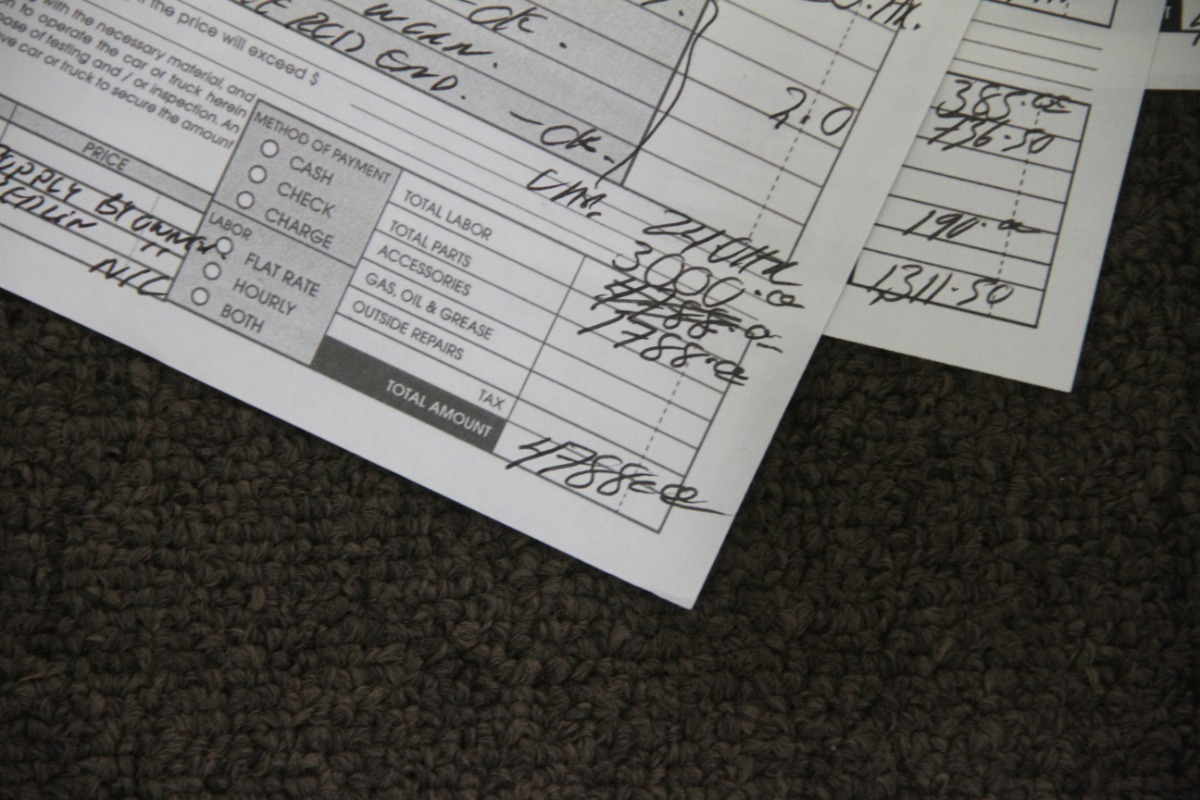 the price will exceed $
with the necessary material, and
to operate the car or truck herein
of testing and / or inspection. An
car or truck to secure the amount
-OK.
END.
-OK.
2.0
PRICE
METHOD OF PAYMENT
CASH
CHECK
CHARGE
LABOR
FLAT RATE
HOURLY
BOTH
N/C
TOTAL LABOR
3000.00
TOTAL PARTS
ACCESSORIES
1788.00
GAS, OIL & GREASE
OUTSIDE REPAIRS
TAX
TOTAL AMOUNT
4788.00
385.00
736.50
190.00
1311.50